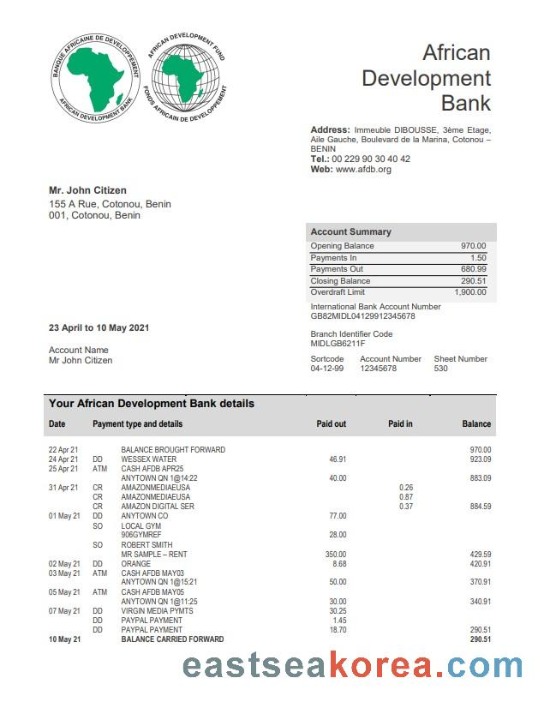 BANQUE AFRICAINE DE DEVELOPPEMENT
AFRICAN DEVELOPMENT BANK
AFRICAN DEVELOPMENT FUND
FONDS AFRICAIN DE DEVELOPPEMENT
African
Development
Bank
Address: Immeuble DIBOUSSE, 3ème Etage,
Aile Gauche, Boulevard de la Marina, Cotonou –
BENIN
Tel.: 00 229 90 30 40 42
Web: www.afdb.org
Mr. John Citizen
155 A Rue, Cotonou, Benin
001, Cotonou, Benin
Account Summary
Opening Balance 970.00
Payments In 1.50
Payments Out 680.99
Closing Balance 290.51
Overdraft Limit 1,900.00
International Bank Account Number
GB82MIDL04129912345678
23 April to 10 May 2021
Branch Identifier Code
MIDLGB6211F
Account Name
Mr John Citizen
Sortcode Account Number Sheet Number
04-12-99 12345678 530
Your African Development Bank details
Date Payment type and details Paid out Paid in Balance
22 Apr 21 BALANCE BROUGHT FORWARD 970.00
24 Apr 21 DD WESSEX WATER 46.91 923.09
25 Apr 21 ATM CASH AFDB APR25
ANYTOWN QN 1@14:22 40.00 883.09
31 Apr 21 CR AMAZONMEDIAEUSA 0.26
CR AMAZONMEDIAEUSA 0.87
CR AMAZON DIGITAL SER 0.37 884.59
01 May 21 DD ANYTOWN CO 77.00
SO LOCAL GYM
906GYMREF 28.00
SO ROBERT SMITH
MR SAMPLE – RENT 350.00 429.59
02 May 21 DD ORANGE 8.68 420.91
03 May 21 ATM CASH AFDB MAY03
ANYTOWN QN 1@15:21 50.00 370.91
05 May 21 ATM CASH AFDB MAY05
ANYTOWN QN 1@11:25 30.00 340.91
07 May 21 DD VIRGIN MEDIA PYMTS 30.25
DD PAYPAL PAYMENT 1.45
DD PAYPAL PAYMENT 18.70 290.51
10 May 21 BALANCE CARRIED FORWARD 290.51
eastseakorea.com